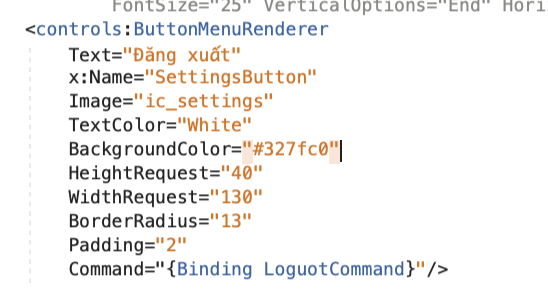 FontSize="25" VerticalOptions="End" Hori
<controls:ButtonMenuRenderer
Text="Đăng xuất"
x:Name="SettingsButton"
Image="ic_settings"
TextColor="White"
BackgroundColor="#327fc0"
HeightRequest="40"
WidthRequest="130"
BorderRadius="13"
Padding="2"
Command="{Binding LoguotCommand}"/>